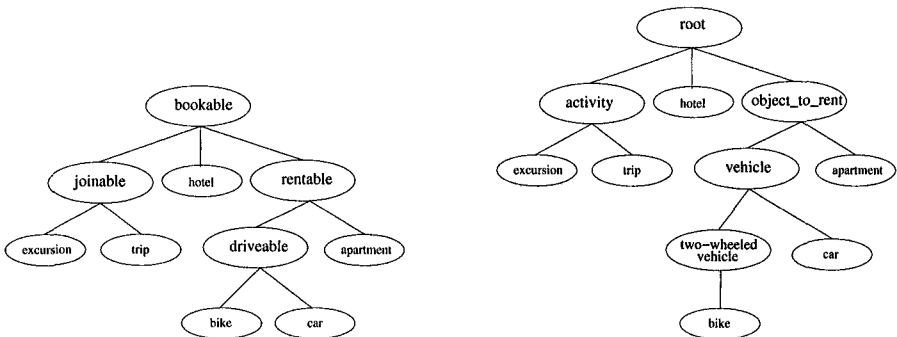 bookable
joinable
hotel
rentable
excursion
trip
driveable
apartment
bike
car
root
activity
hotel
object_to_rent
excursion
trip
vehicle
apartment
two-wheeled
vehicle
car
bike